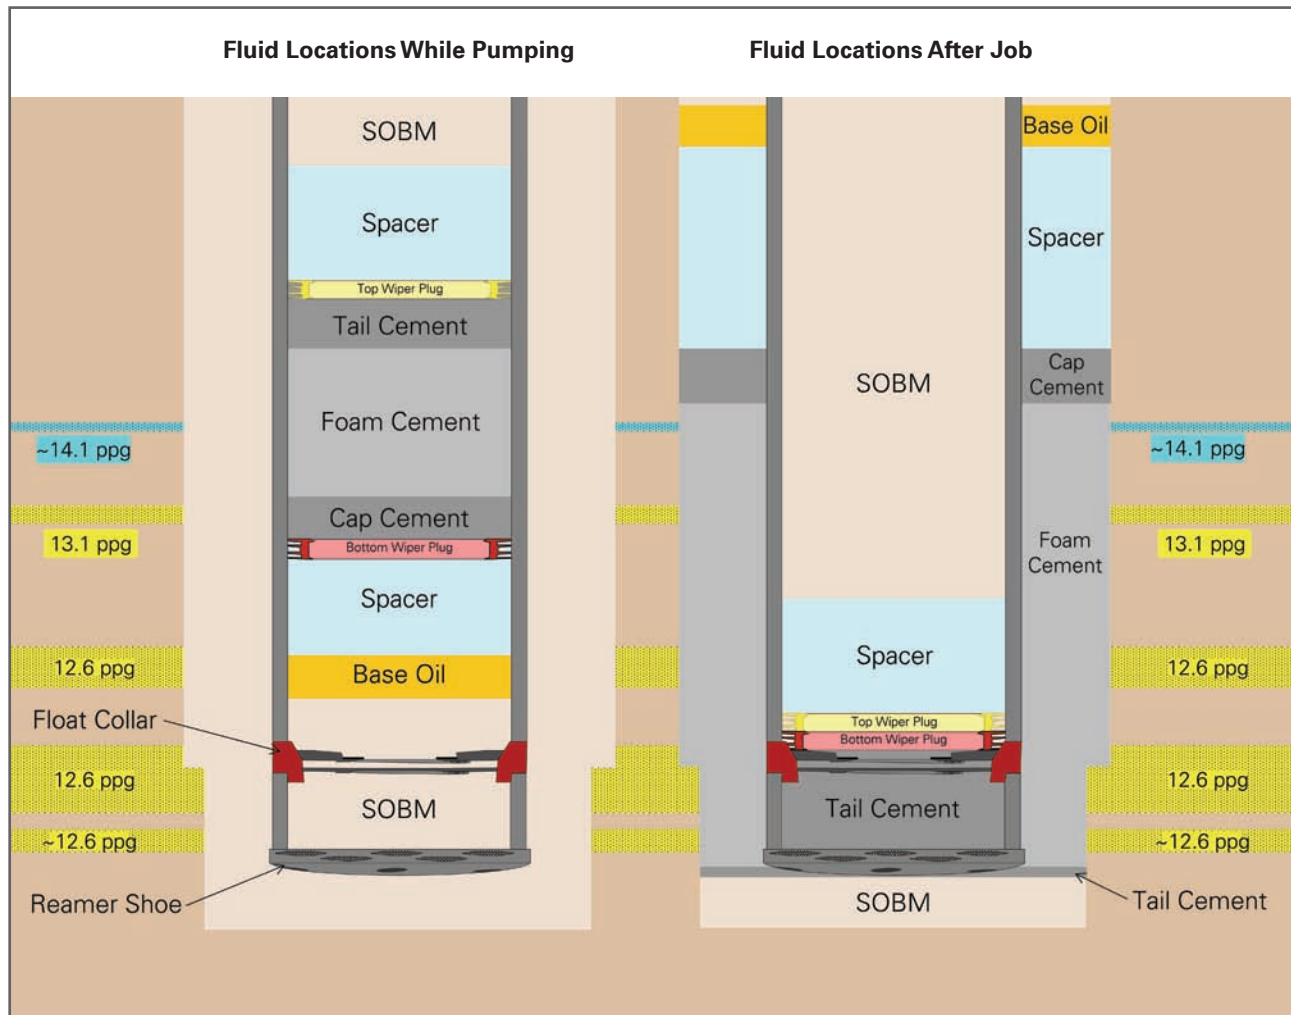 Fluid Locations While Pumping
Fluid Locations After Job
SOBM
Spacer
Top Wiper Plug
Tail Cement
Foam Cement
Cap Cement
Bottom Wiper Plug
Spacer
Base Oil
SOBM
~14.1 ppg
13.1 ppg
12.6 ppg
Float Collar
12.6 ppg
~12.6 ppg
Reamer Shoe
Base Oil
Spacer
Cap
Cement
SOBM
Foam
Cement
Spacer
Top Wiper Plug
Bottom Wiper Plug
Tail Cement
SOBM
~14.1 ppg
13.1 ppg
12.6 ppg
12.6 ppg
~12.6 ppg
Tail Cement